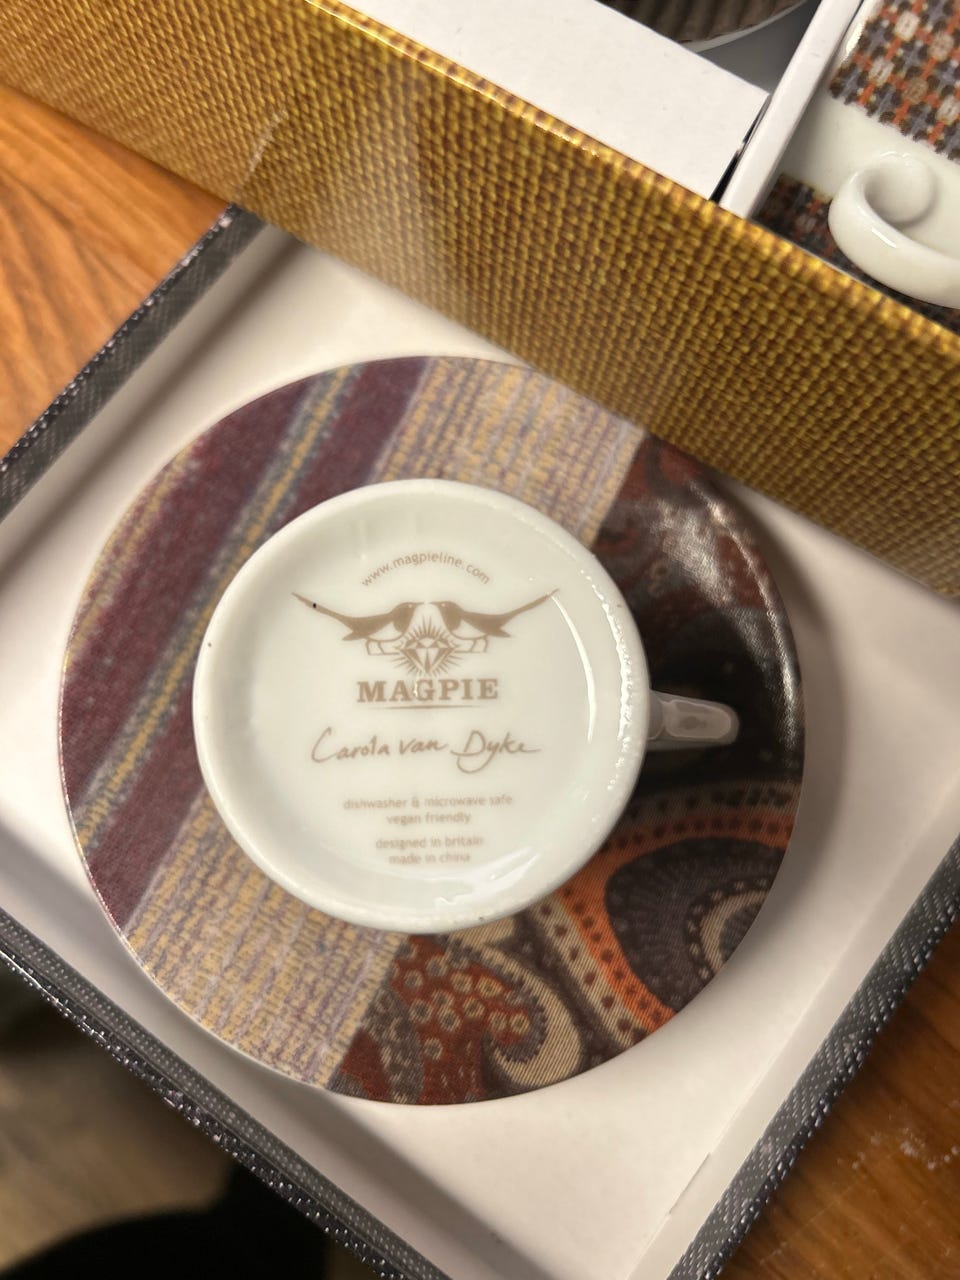 www.magpieline.com
MAGPIE
Carola van Dyke
dishwasher & microwave safe
vegan friendly
designed in britain
made in china